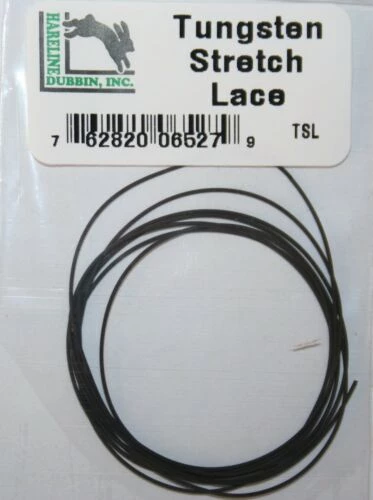 HARELINE
DUBBIN, INC.
Tungsten
Stretch
Lace
7 62820 06527 9
TSL